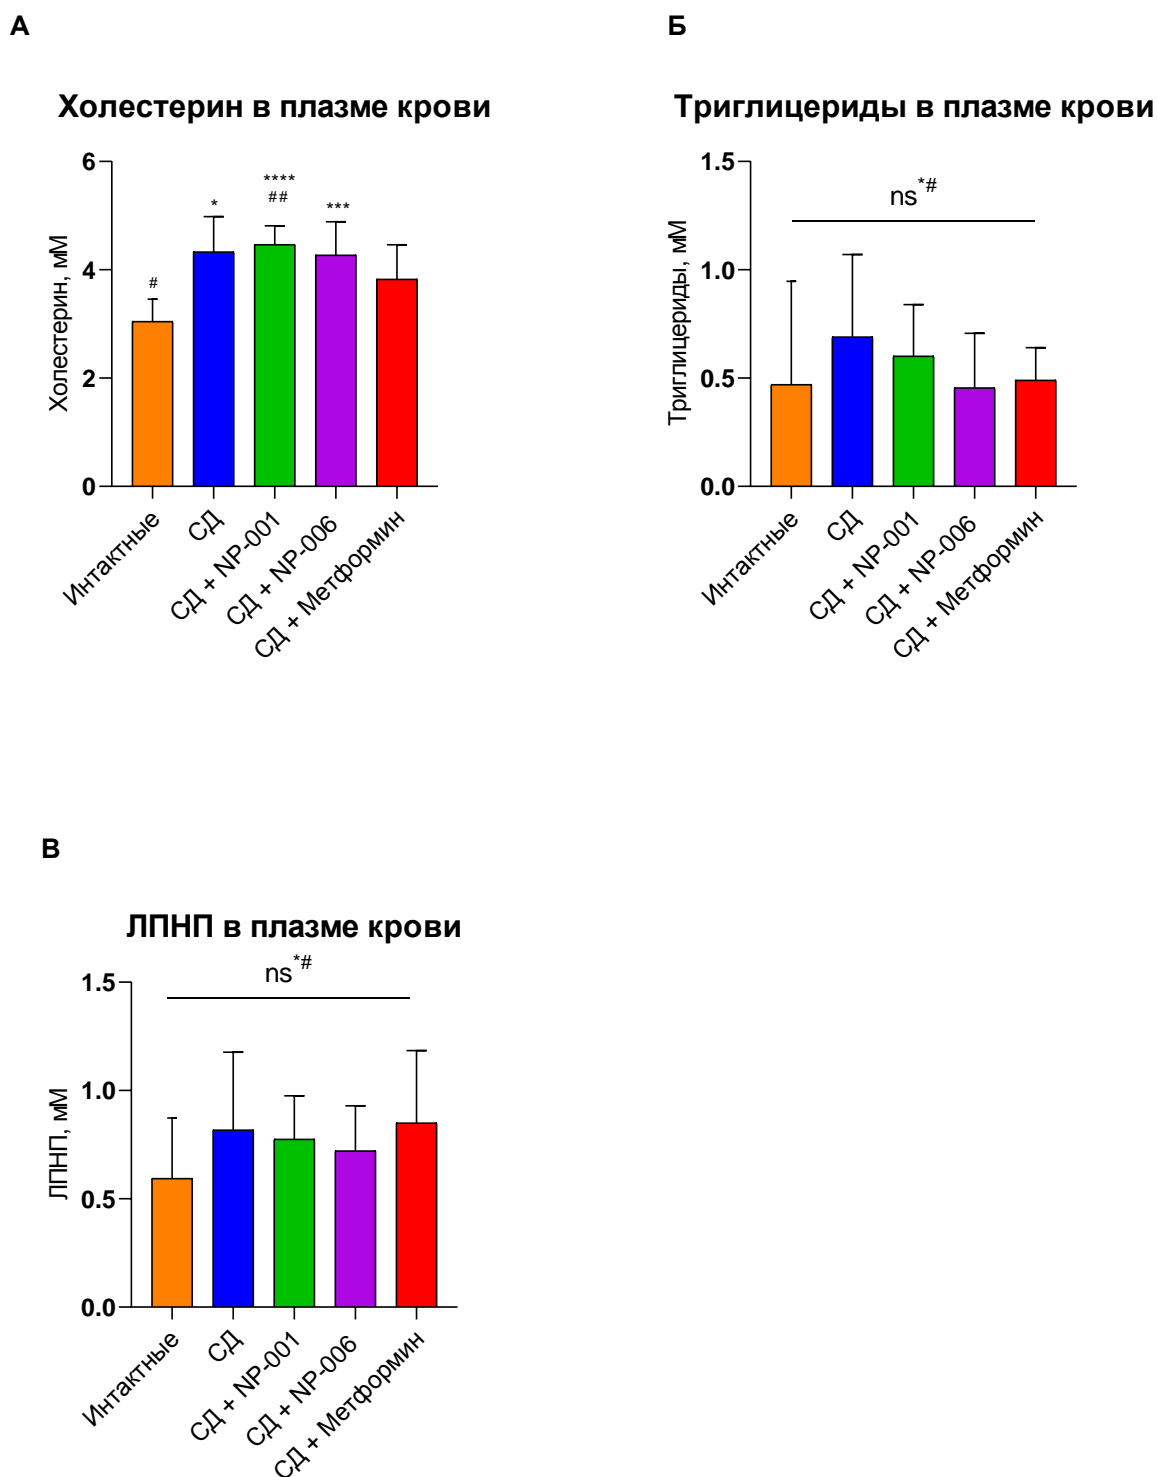 А
Холестерин в плазме крови
Холестерин, мМ
6
4
2
0
#
*
****
##
***
Интактные
СД
СД + NP-001
СД + NP-006
СД + Метформин
Б
Триглицериды в плазме крови
Триглицериды, мМ
1.5
1.0
0.5
0.0
ns*#
Интактные
СД
СД + NP-001
СД + NP-006
СД + Метформин
В
ЛПНП в плазме крови
ЛПНП, мМ
1.5
1.0
0.5
0.0
ns*#
Интактные
СД
СД + NP-001
СД + NP-006
СД + Метформин